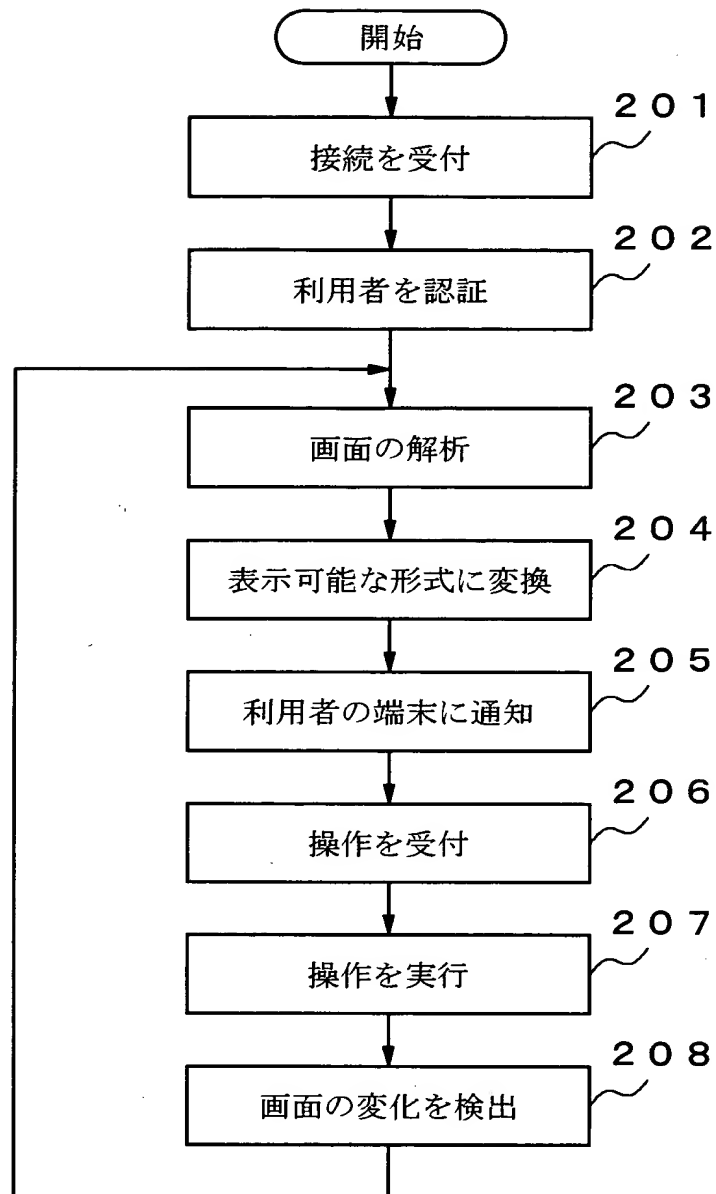 開始
２０１
接続を受付
２０２
利用者を認証
２０３
画面の解析
２０４
表示可能な形式に変換
２０５
利用者の端末に通知
２０６
操作を受付
２０７
操作を実行
２０８
画面の変化を検出